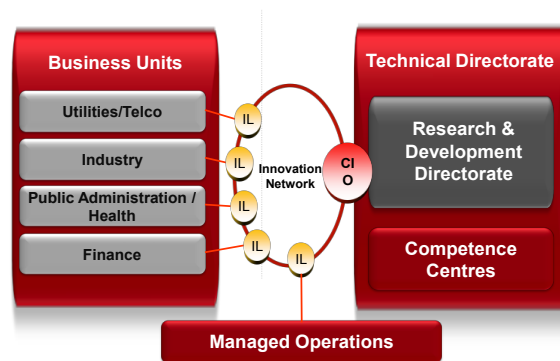 Business Units
Utilities/Telco
Industry
Public Administration /
Health
Finance
IL
IL
IL
IL
IL
Innovation
Network
CI
O
Technical Directorate
Research &
Development
Directorate
Competence
Centres
Managed Operations